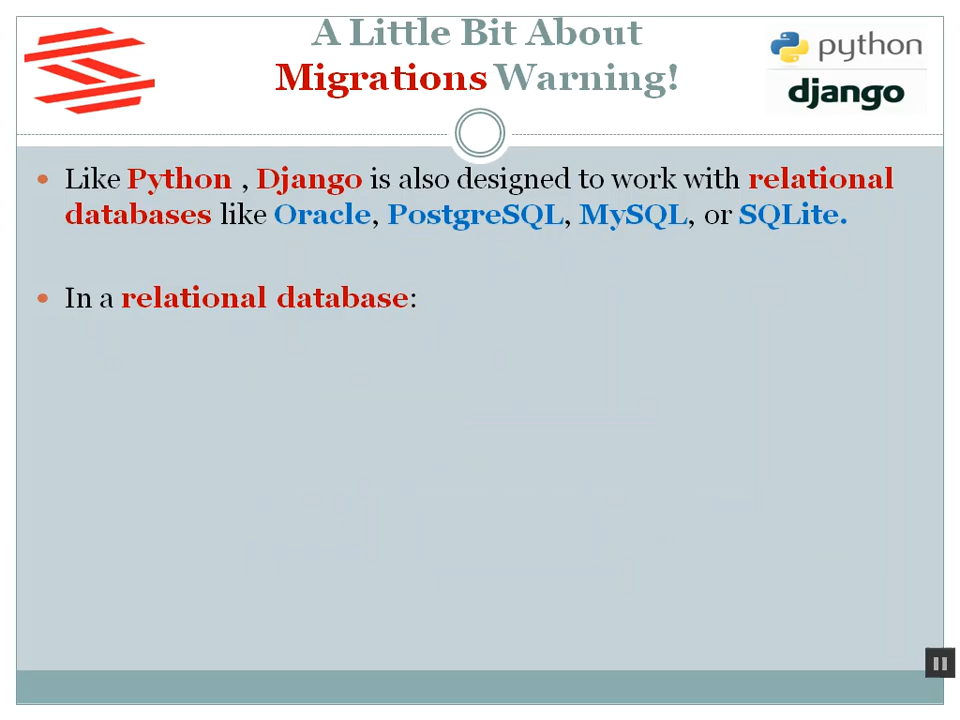 A Little Bit About
Migrations Warning!
python
django
• Like Python , Django is also designed to work with relational
databases like Oracle, PostgreSQL, MySQL, or SQLite.
• In a relational database: